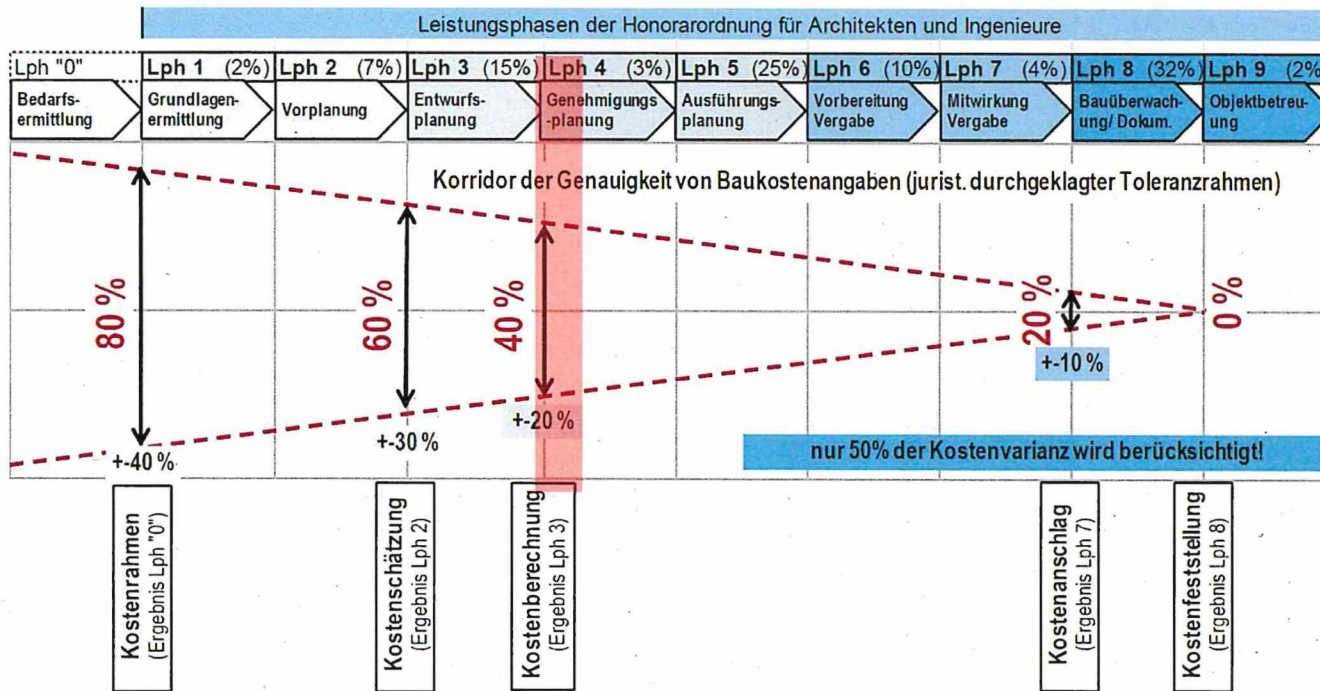 Leistungsphasen der Honorarordnung für Architekten und Ingenieure
Lph "0"
Lph 1 (2%)
Lph 2 (7%)
Lph 3 (15%)
Lph 4 (3%)
Lph 5 (25%)
Lph 6 (10%)
Lph 7 (4%)
Lph 8 (32%)
Lph 9 (2%
Bedarfs-
ermittlung
Grundlagen-
ermittlung
Vorplanung
Entwurfs-
planung
Genehmigungs
-planung
Ausführungs-
planung
Vorbereitung
Vergabe
Mitwirkung
Vergabe
Bauüberwach-
ung/ Dokum.
Objektbetreu-
ung
Korridor der Genauigkeit von Baukostenangaben (jurist. durchgeklagter Toleranzrahmen)
80 %
60 %
40 %
20 %
0 %
+-40 %
+-30 %
+-20 %
+-10 %
nur 50% der Kostenvarianz wird berücksichtigt!
Kostenrahmen
(Ergebnis Lph "0")
Kostenschätzung
(Ergebnis Lph 2)
Kostenberechnung
(Ergebnis Lph 3)
Kostenanschlag
(Ergebnis Lph 7)
Kostenfeststellung
(Ergebnis Lph 8)